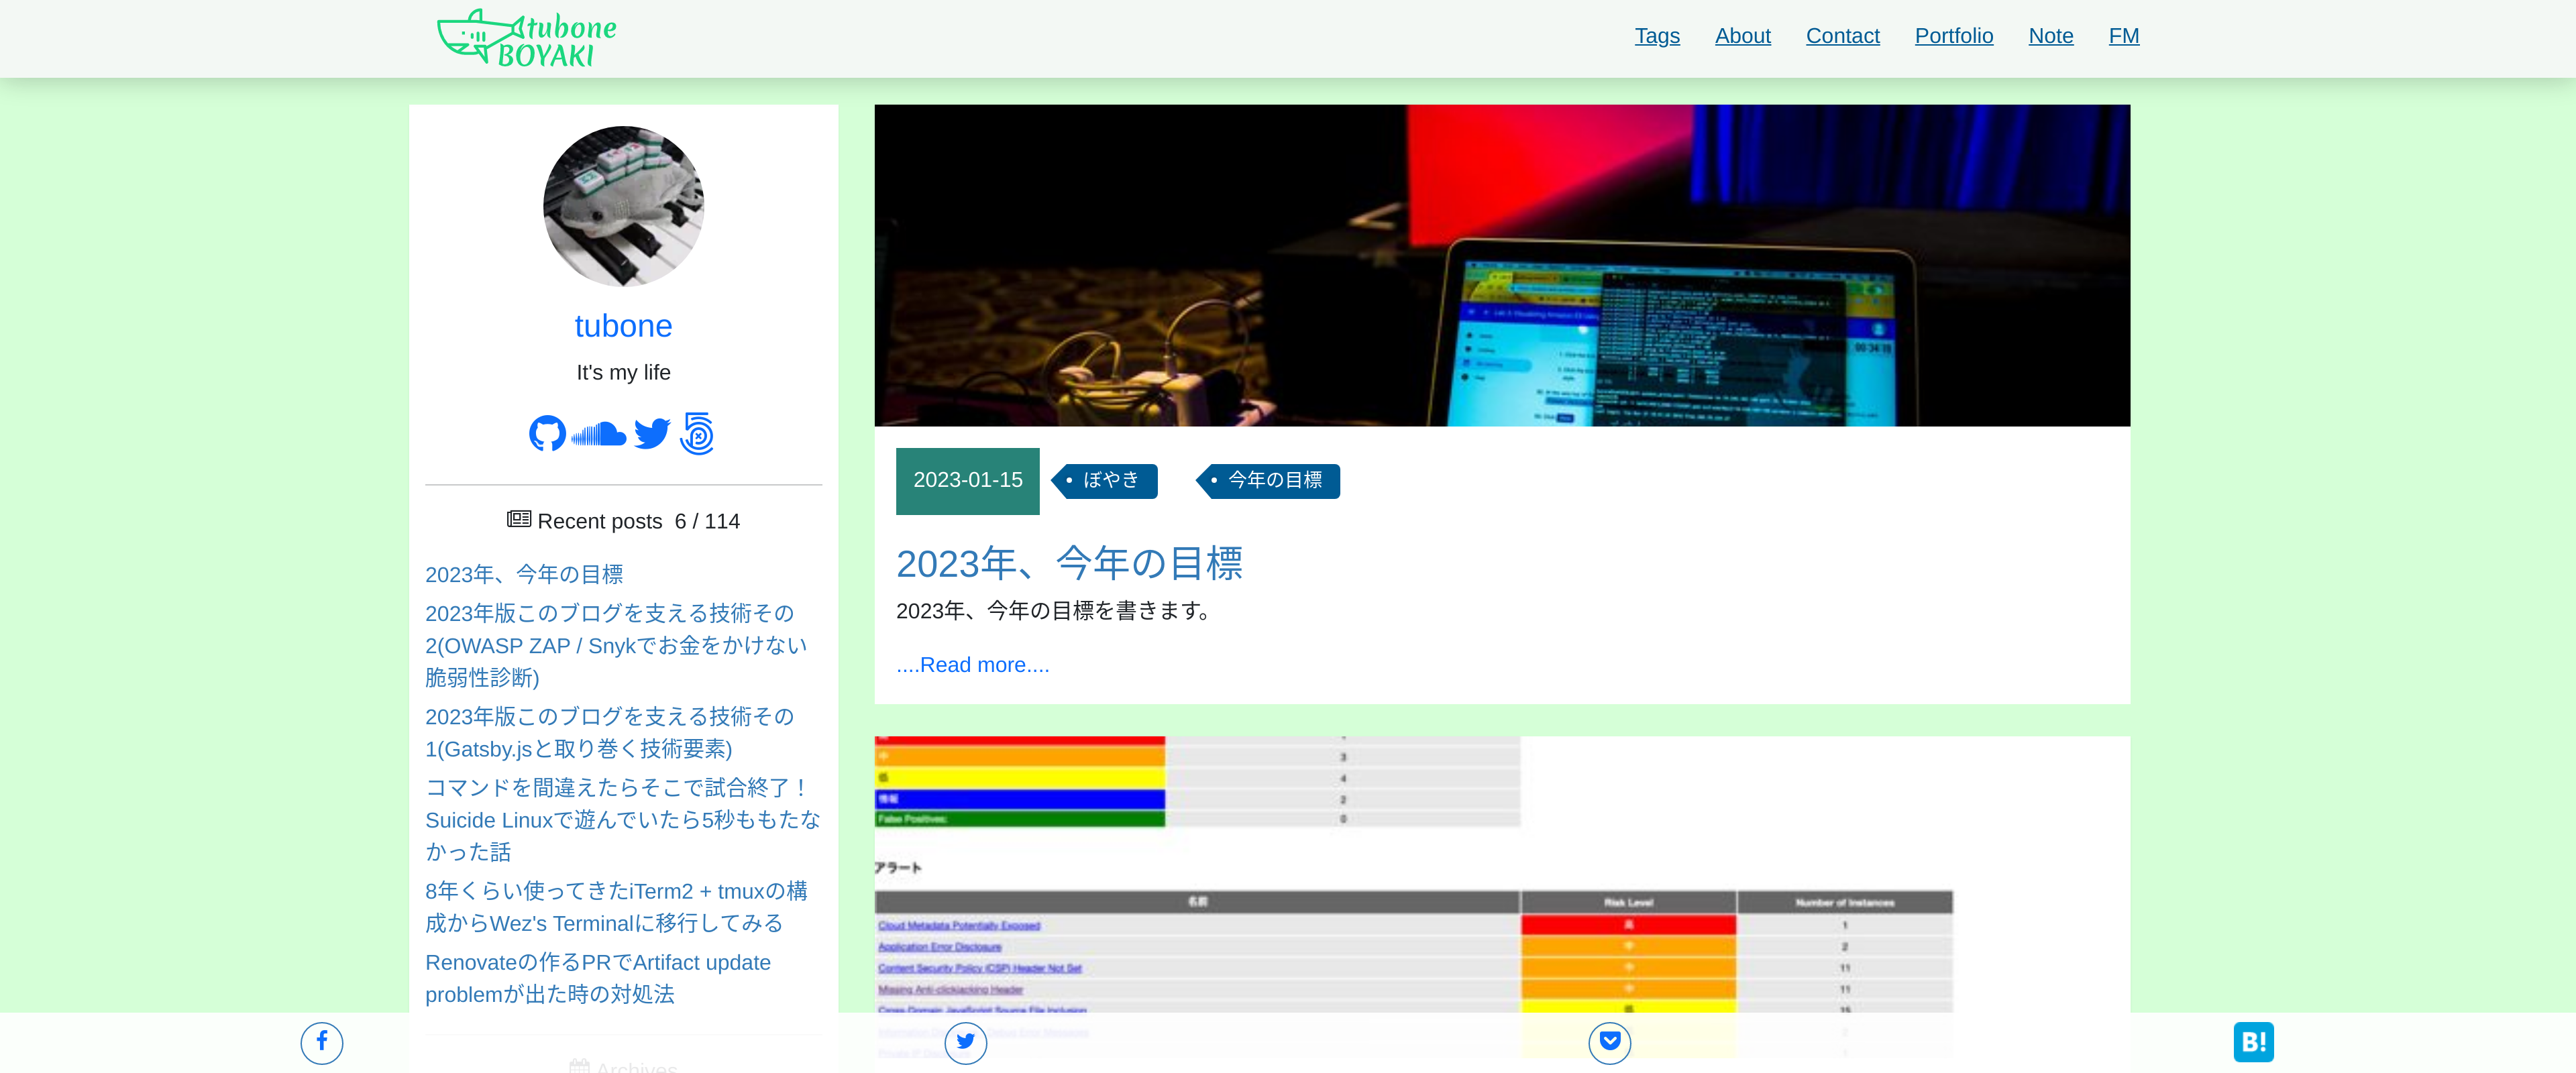 tubone
BOYAKI
Tags About Contact Portfolio Note FM
tubone
It's my life
Recent posts 6 / 114
2023年、今年の目標
2023年版このブログを支える技術その
2(OWASP ZAP / Snykでお金をかけない
脆弱性診断)
2023年版このブログを支える技術その
1(Gatsby.jsと取り巻く技術要素)
コマンドを間違えたらそこで試合終了！
Suicide Linuxで遊んでいたら5秒ももたな
かった話
8年くらい使ってきたiTerm2 + tmuxの構
成からWez's Terminalに移行してみる
Renovateの作るPRでArtifact update
problemが出た時の対処法
Archives
00:34:18
2023-01-15 ぼやき 今年の目標
2023年、今年の目標
2023年、今年の目標を書きます。
....Read more....
中 3
低 4
情報 2
False Positives: 0
アラート
名前 Risk Level Number of Instances
Cloud Metadata Potentially Exposed 高 1
Application Error Disclosure 中 2
Content Security Policy (CSP) Header Not Set 中 11
Missing Anti-clickjacking Header 中 11
Cross-Domain JavaScript Source File Inclusion 低 15
B!